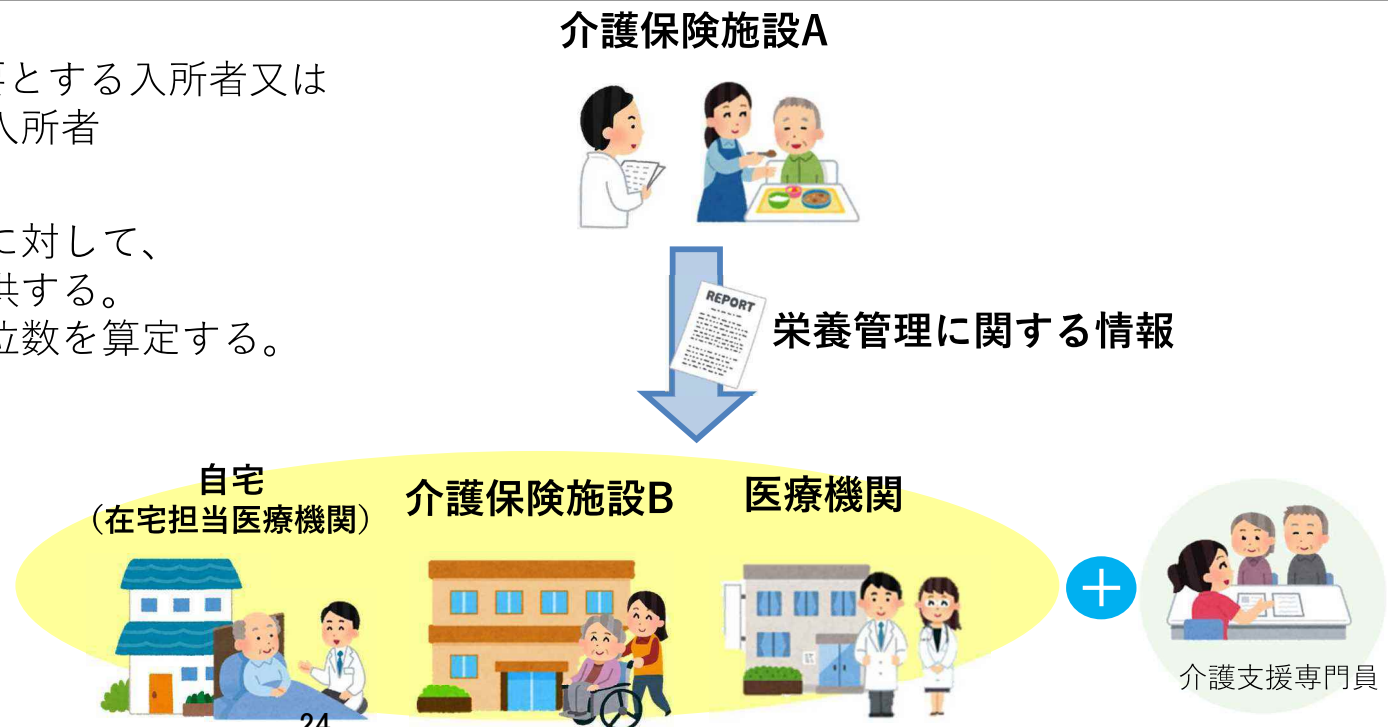 介護保険施設A
とする入所者又は
入所者
に対して、
供する。
位数を算定する。
REPORT
栄養管理に関する情報
自宅
（在宅担当医療機関）
介護保険施設B
医療機関
＋
介護支援専門員
24